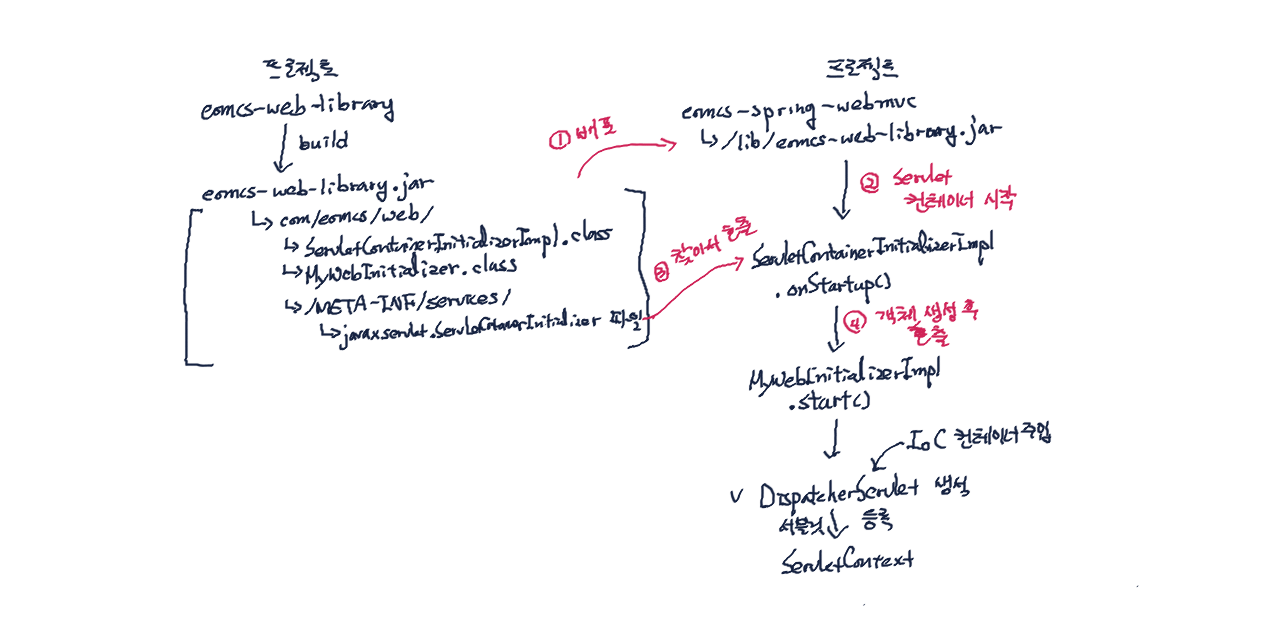 프로젝트
eomcs-web-library
build
eomcs-web-library.jar
↳ com/eomcs/web/
↳ ServletContainerInitializerImpl.class
↳ MyWebInitializer.class
↳ /META-INF/services/
↳ javax.servlet.ServletContainerInitializer 파일
① 배포
③ 찾아서 호출
프로젝트
eomcs-spring-webmvc
↳ /lib/eomcs-web-library.jar
② Servlet
컨테이너 시작
ServletContainerInitializerImpl
.onStartup()
④ 객체 생성 후
호출
MyWebInitializerImpl
.start()
IoC 컨테이너 주입
v DispatcherServlet 생성
서블릿 등록
ServletContext